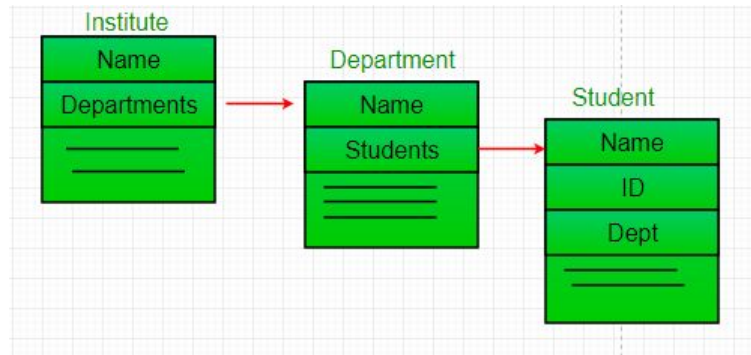 Institute
Name
Departments
Department
Name
Students
Student
Name
ID
Dept